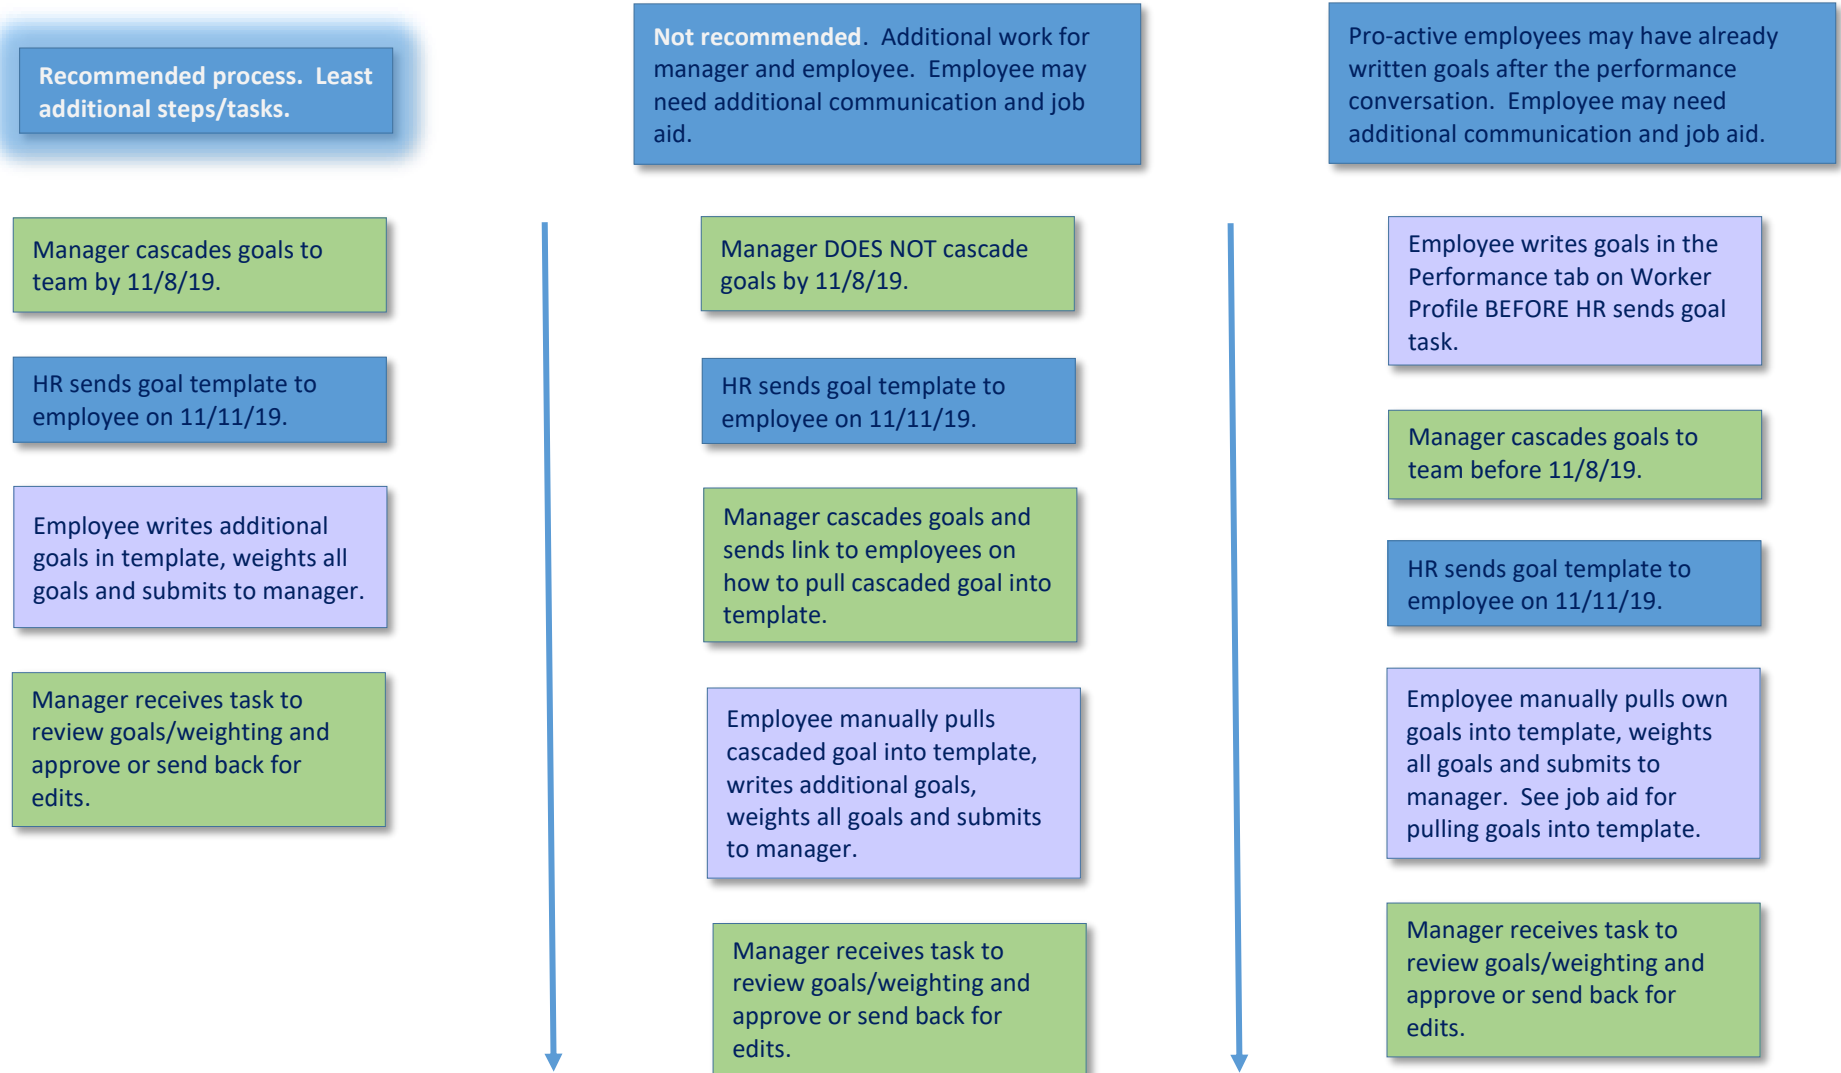 Recommended process.  Least
additional steps/tasks.
Manager cascades goals to
team by 11/8/19.
HR sends goal template to
employee on 11/11/19.
Employee writes additional
goals in template, weights all
goals and submits to manager.
Manager receives task to
review goals/weighting and
approve or send back for
edits.
Not recommended.  Additional work for
manager and employee.  Employee may
need additional communication and job
aid.
Manager DOES NOT cascade
goals by 11/8/19.
HR sends goal template to
employee on 11/11/19.
Manager cascades goals and
sends link to employees on
how to pull cascaded goal into
template.
Employee manually pulls
cascaded goal into template,
writes additional goals,
weights all goals and submits
to manager.
Manager receives task to
review goals/weighting and
approve or send back for
edits.
Pro-active employees may have already
written goals after the performance
conversation.  Employee may need
additional communication and job aid.
Employee writes goals in the
Performance tab on Worker
Profile BEFORE HR sends goal
task.
Manager cascades goals to
team before 11/8/19.
HR sends goal template to
employee on 11/11/19.
Employee manually pulls own
goals into template, weights
all goals and submits to
manager.  See job aid for
pulling goals into template.
Manager receives task to
review goals/weighting and
approve or send back for
edits.